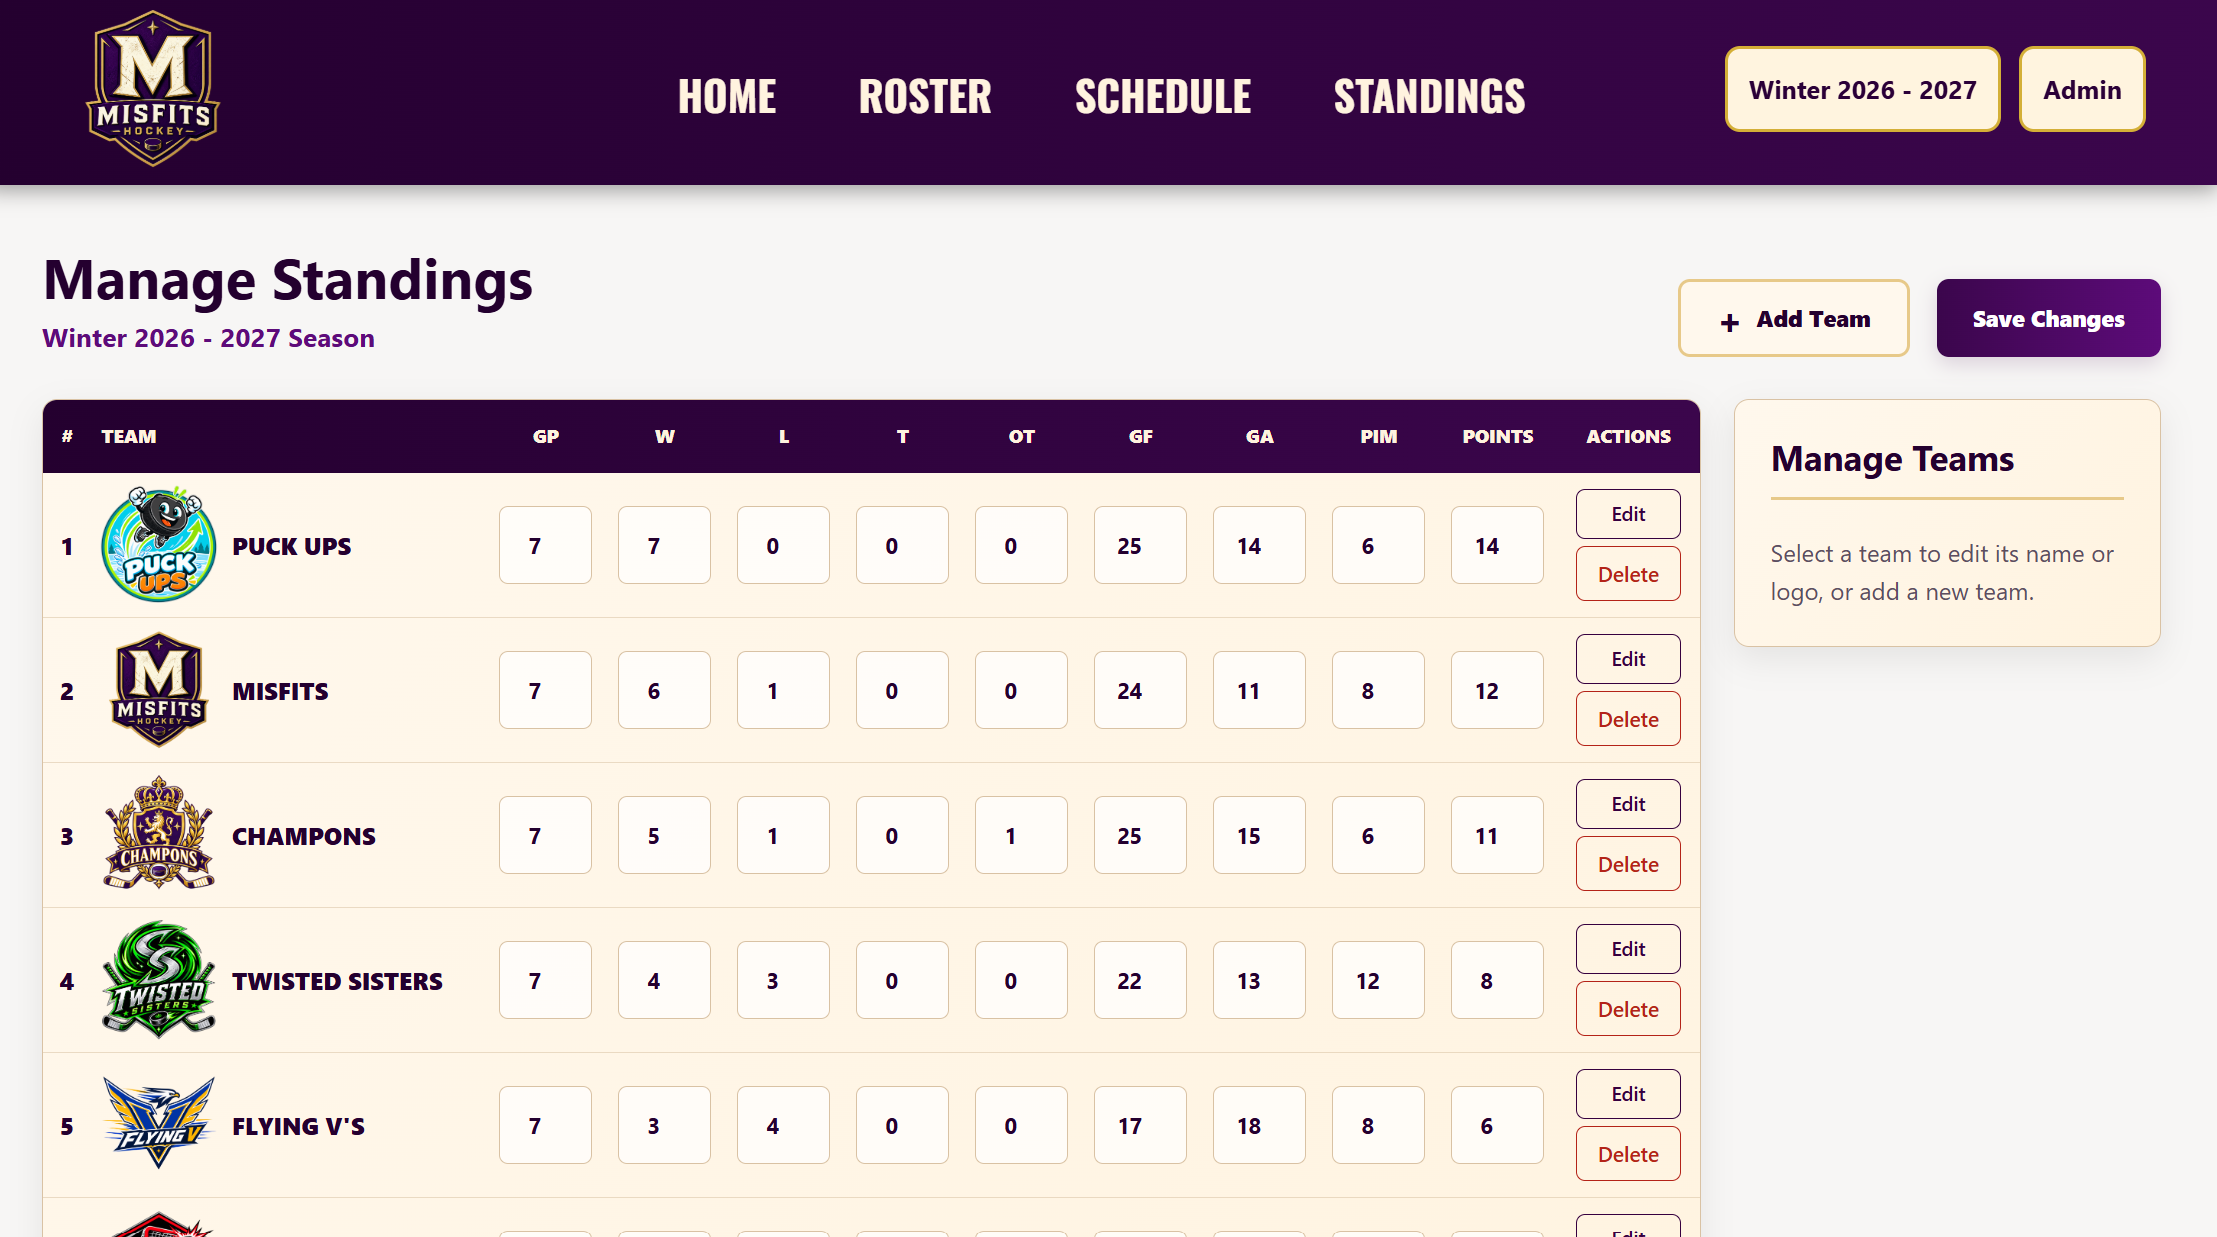 M
MISFITS
HOCKEY
HOME ROSTER SCHEDULE STANDINGS
Winter 2026 - 2027
Admin
Manage Standings
Winter 2026 - 2027 Season
+ Add Team
Save Changes
# TEAM GP W L T OT GF GA PIM POINTS ACTIONS
1 PUCK UPS PUCK UPS 7 7 0 0 0 25 14 6 14 Edit
Delete
2 M MISFITS HOCKEY MISFITS 7 6 1 0 0 24 11 8 12 Edit
Delete
3 CHAMPONS CHAMPONS 7 5 1 0 1 25 15 6 11 Edit
Delete
4 S TWISTED SISTERS TWISTED SISTERS 7 4 3 0 0 22 13 12 8 Edit
Delete
5 FLYING V FLYING V'S 7 3 4 0 0 17 18 8 6 Edit
Delete
Edit
Manage Teams
Select a team to edit its name or
logo, or add a new team.